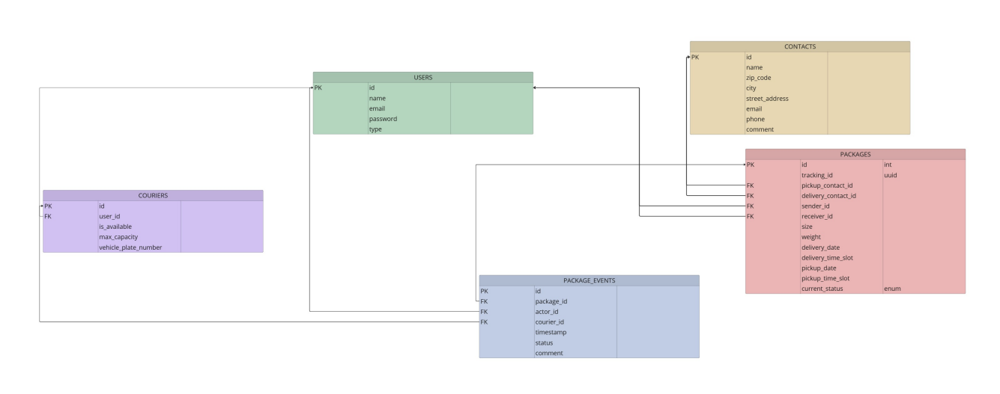 CONTACTS
PK id
name
zip_code
city
street_address
email
phone
comment
USERS
PK id
name
email
password
type
PACKAGES
PK id int
tracking_id uuid
FK pickup_contact_id
FK delivery_contact_id
FK sender_id
FK receiver_id
size
weight
delivery_date
delivery_time_slot
pickup_date
pickup_time_slot
current_status enum
COURIERS
PK id
FK user_id
is_available
max_capacity
vehicle_plate_number
PACKAGE_EVENTS
PK id
FK package_id
FK actor_id
FK courier_id
timestamp
status
comment